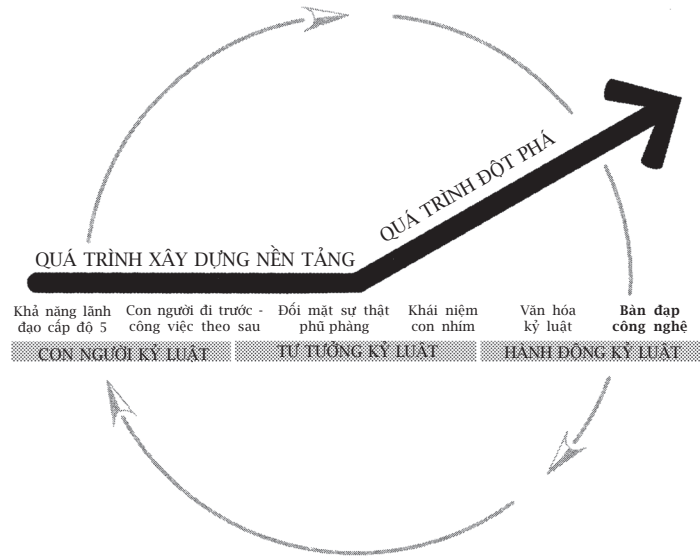 QUÁ TRÌNH ĐỘT PHÁ
QUÁ TRÌNH XÂY DỰNG NỀN TẢNG
Khả năng lãnh
đạo cấp độ 5
Con người đi trước -
công việc theo sau
Đối mặt sự thật
phũ phàng
Khái niệm
con nhím
Văn hóa
kỷ luật
Bàn đạp
công nghệ
CON NGƯỜI KỶ LUẬT
TƯ TƯỞNG KỶ LUẬT
HÀNH ĐỘNG KỶ LUẬT